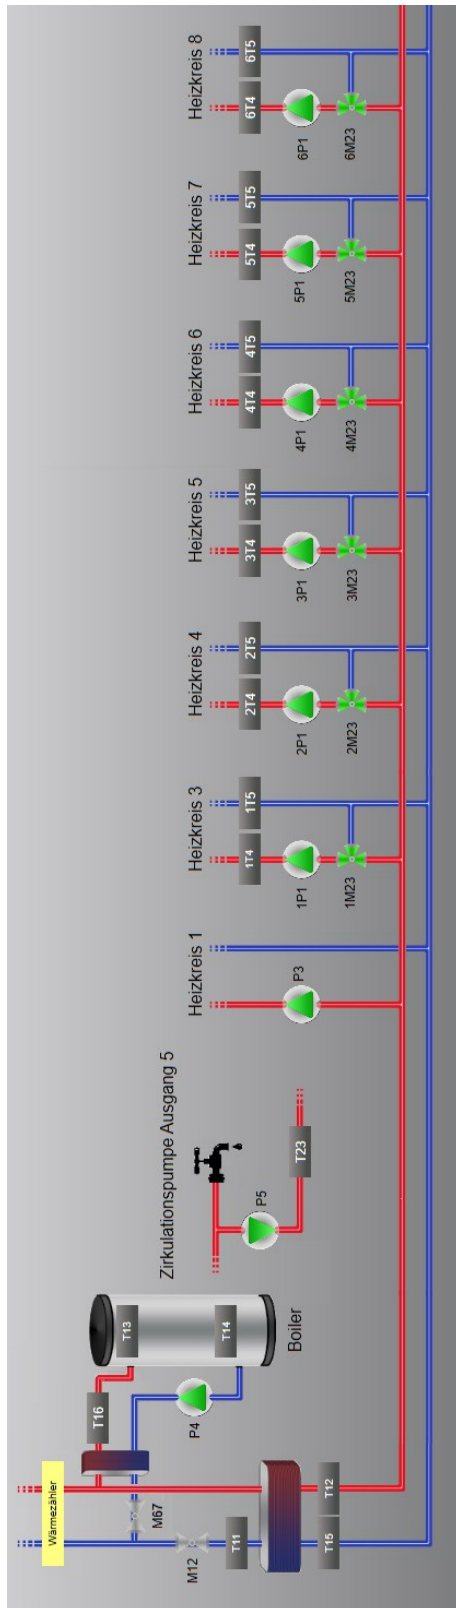 Wärmezähler
M12
T11
T15
T12
M67
T16
P4
T13
T14
Boiler
Zirkulationspumpe Ausgang 5
P5
T23
Heizkreis 1
P3
Heizkreis 3
1T4
1T5
1P1
1M23
Heizkreis 4
2T4
2T5
2P1
2M23
Heizkreis 5
3T4
3T5
3P1
3M23
Heizkreis 6
4T4
4T5
4P1
4M23
Heizkreis 7
5T4
5T5
5P1
5M23
Heizkreis 8
6T4
6T5
6P1
6M23